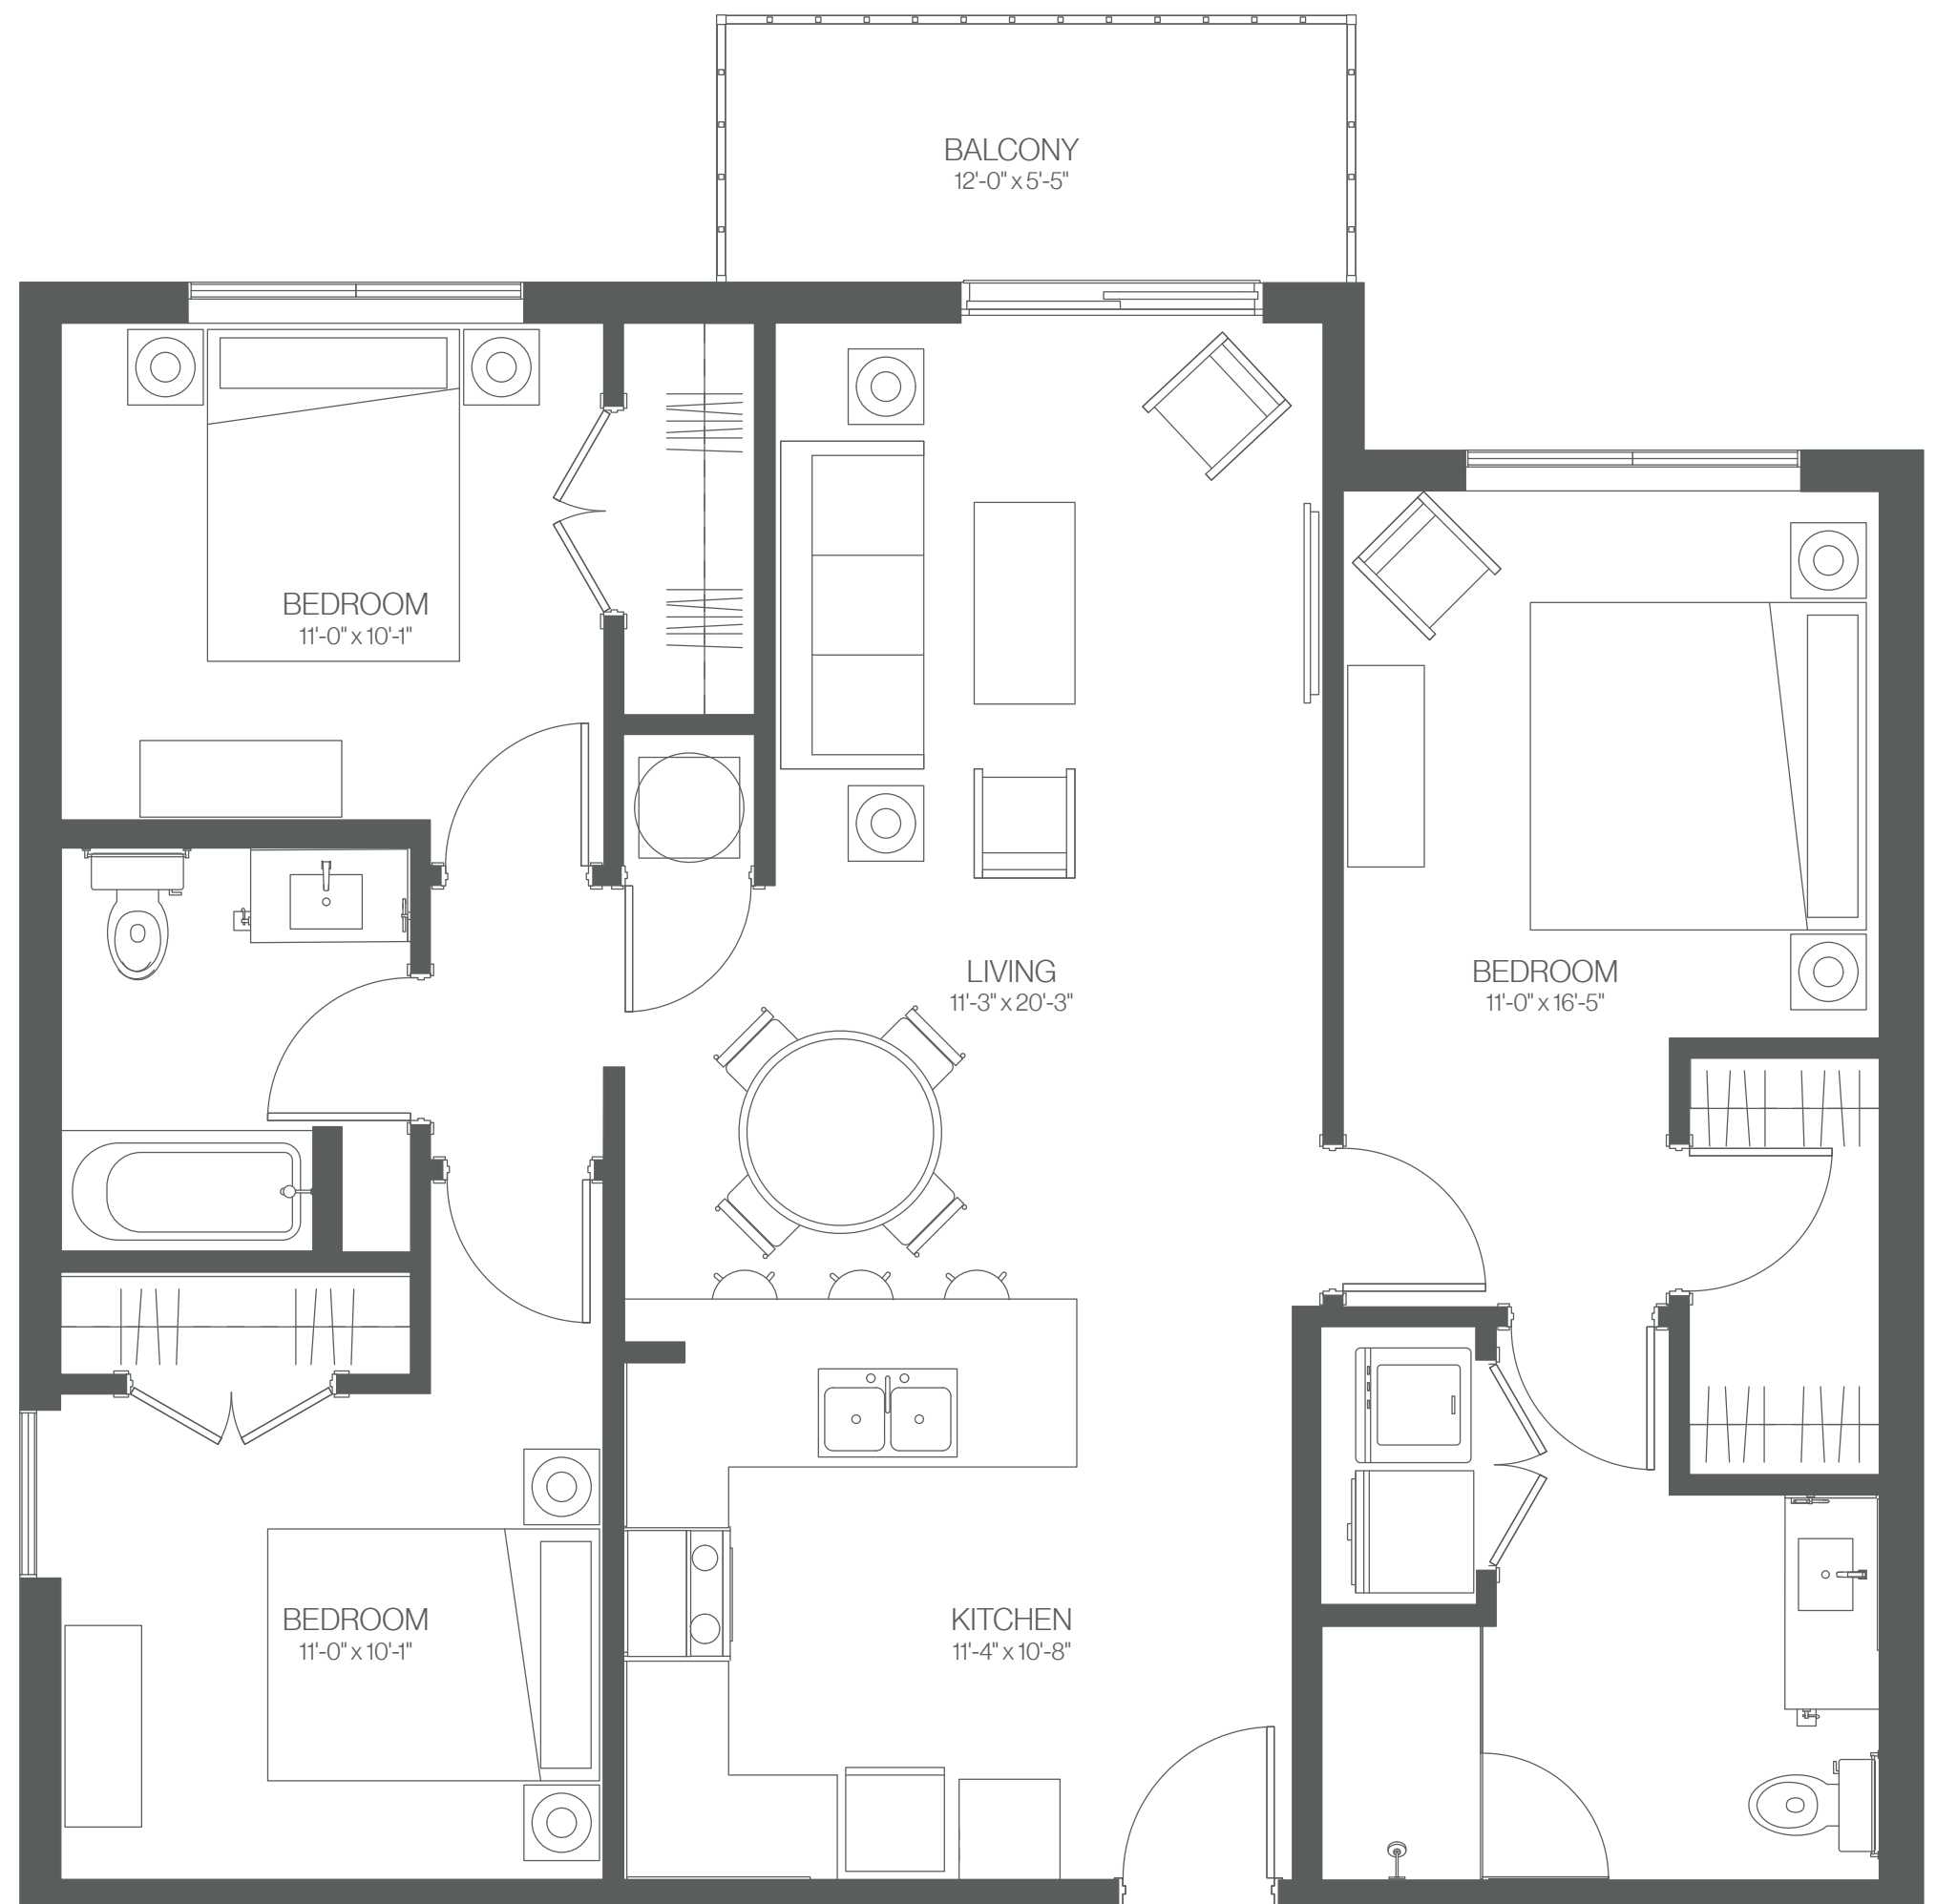 BALCONY
12'-0" x 5'-5"
BEDROOM
11'-0" x 10'-1"
LIVING
11'-3" x 20'-3"
BEDROOM
11'-0" x 16'-5"
BEDROOM
11'-0" x 10'-1"
KITCHEN
11'-4" x 10'-8"